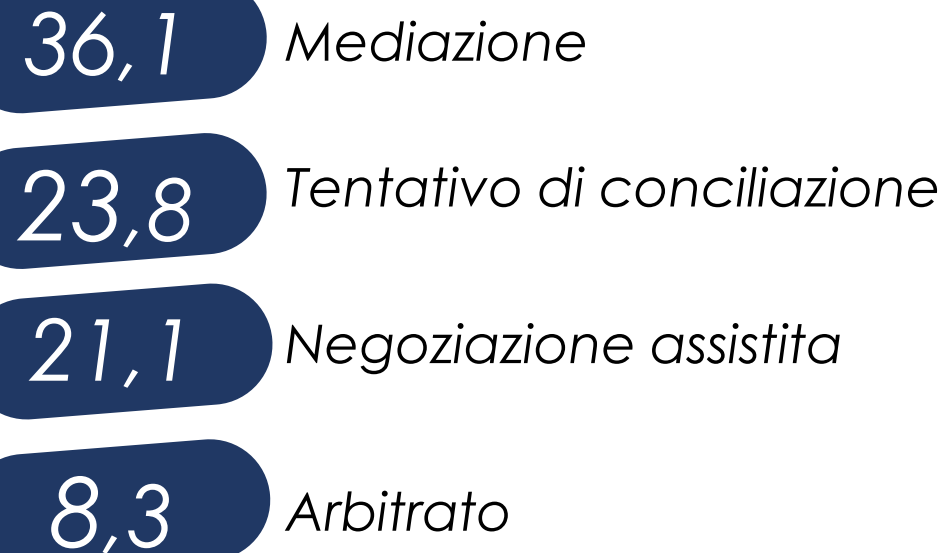 36,1 Mediazione
23,8 Tentativo di conciliazione
21,1 Negoziazione assistita
8,3 Arbitrato